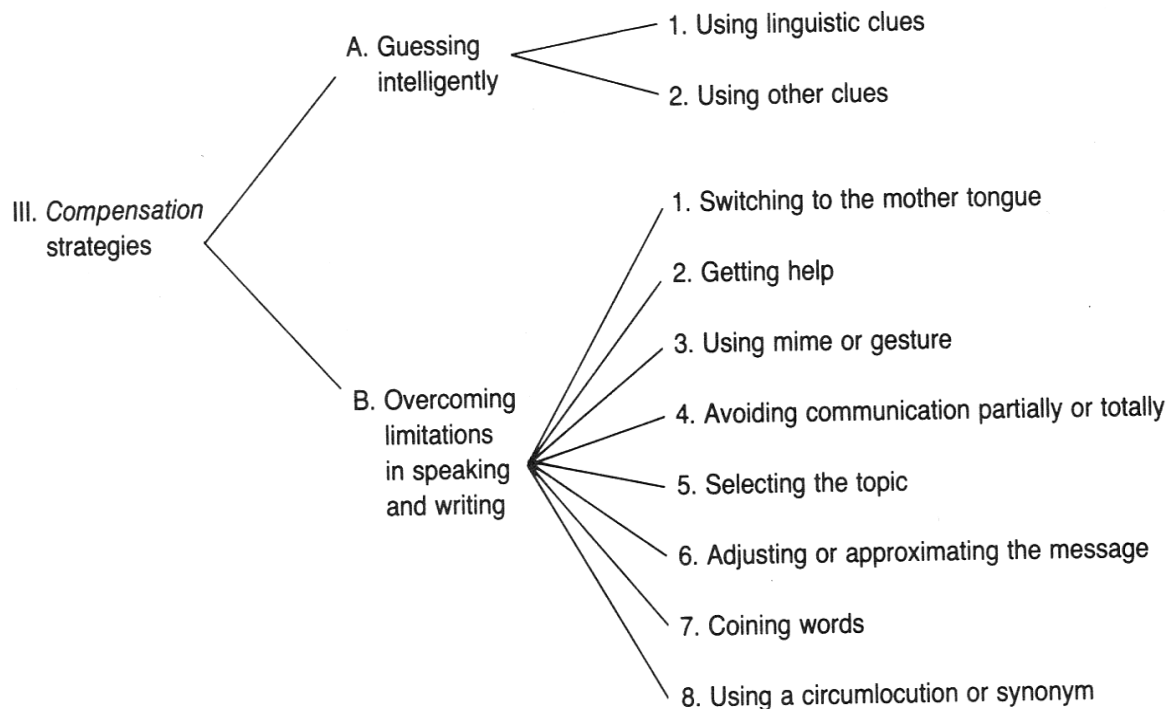 A. Guessing
intelligently
1. Using linguistic clues
2. Using other clues
III. Compensation
strategies
B. Overcoming
limitations
in speaking
and writing
1. Switching to the mother tongue
2. Getting help
3. Using mime or gesture
4. Avoiding communication partially or totally
5. Selecting the topic
6. Adjusting or approximating the message
7. Coining words
8. Using a circumlocution or synonym